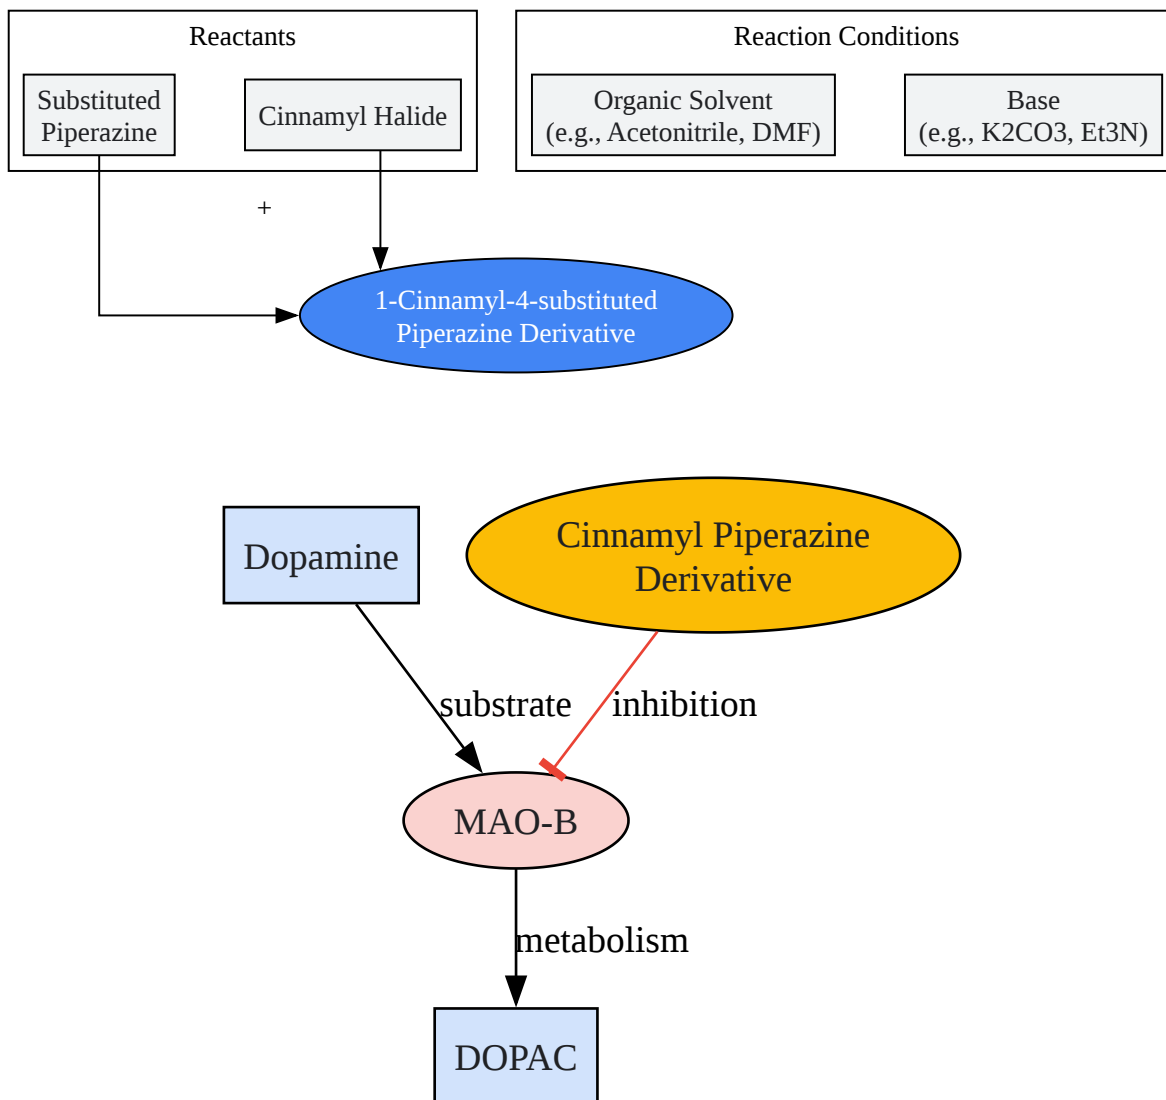 Reactants
Substituted
Piperazine
Cinnamyl Halide
Reaction Conditions
Organic Solvent
(e.g., Acetonitrile, DMF)
Base
(e.g., K2CO3, Et3N)
+
1-Cinnamyl-4-substituted
Piperazine Derivative
Dopamine
Cinnamyl Piperazine
Derivative
substrate
inhibition
MAO-B
metabolism
DOPAC